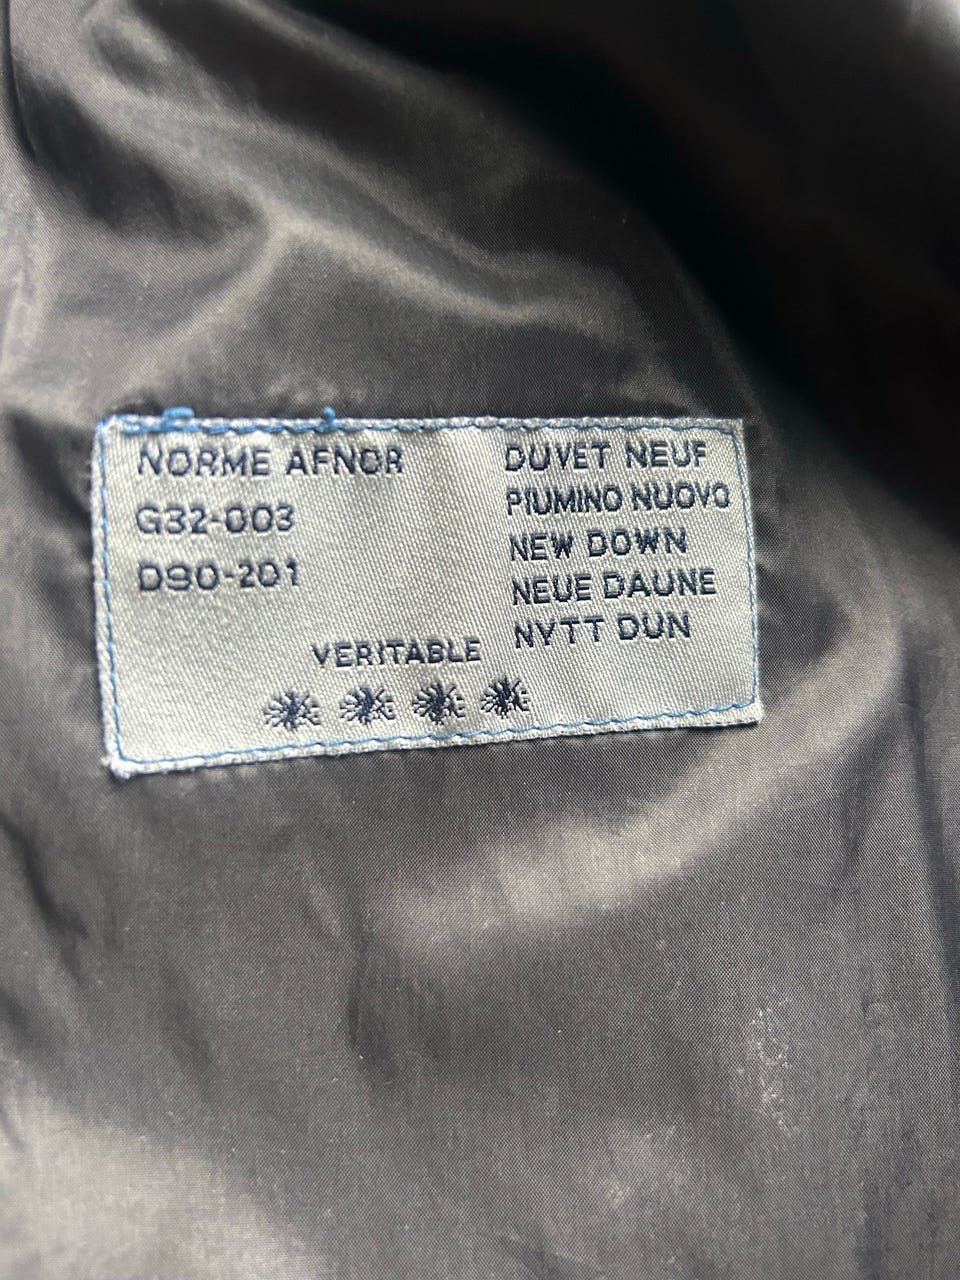 NORME AFNOR
G32-003
D90-201
DUVET NEUF
PIUMINO NUOVO
NEW DOWN
NEUE DAUNE
NYTT DUN
VERITABLE